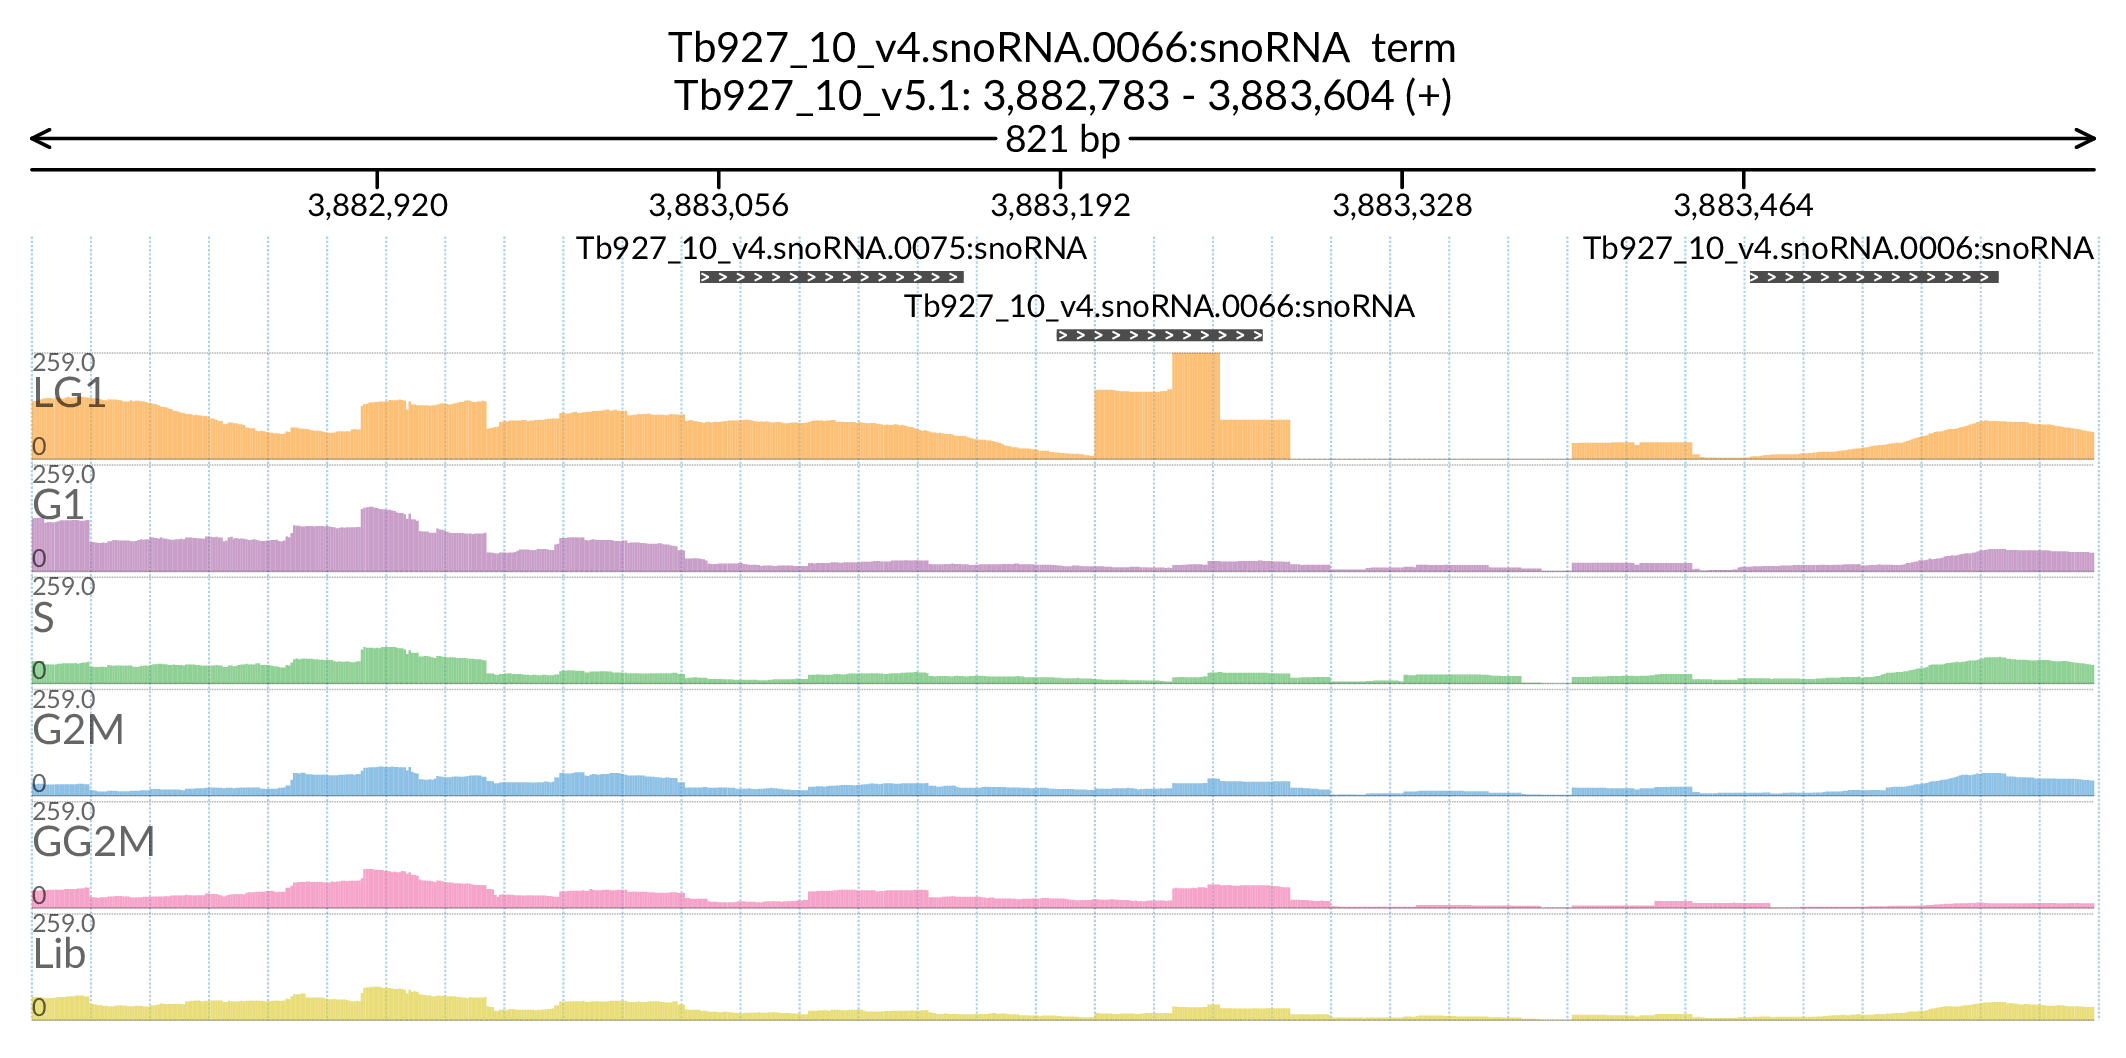 Tb927_10_v4.snoRNA.0066:snoRNA term
Tb927_10_v5.1: 3,882,783 - 3,883,604 (+)
821 bp
3,882,920 3,883,056 3,883,192 3,883,328 3,883,464
Tb927_10_v4.snoRNA.0075:snoRNA Tb927_10_v4.snoRNA.0006:snoRNA
Tb927_10_v4.snoRNA.0066:snoRNA
259.0
LG1
0
259.0
G1
0
259.0
S
0
259.0
G2M
0
259.0
GG2M
0
259.0
Lib
0